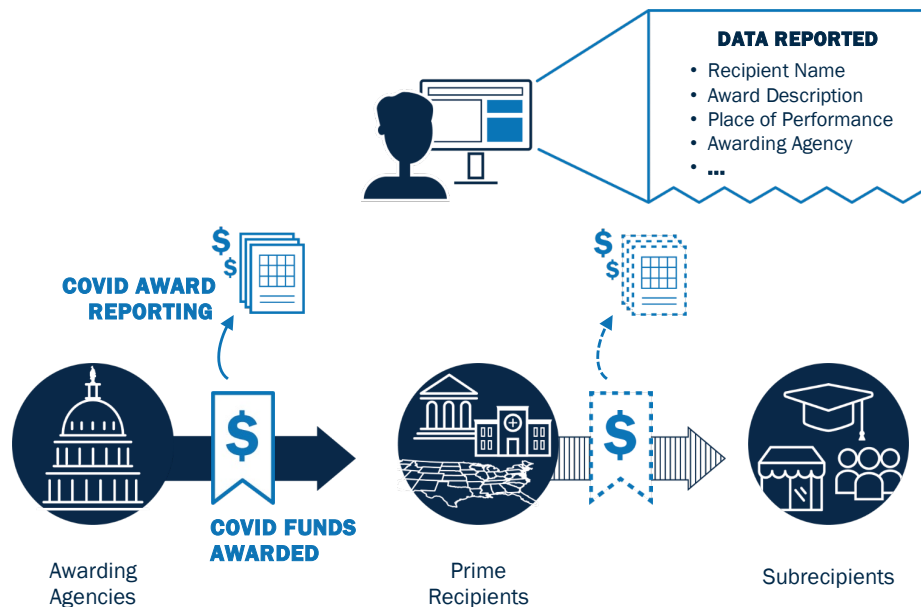 DATA REPORTED
• Recipient Name
• Award Description
• Place of Performance
• Awarding Agency
• ...
$
$
$
$
COVID AWARD
REPORTING
$
$
COVID FUNDS
AWARDED
Awarding
Agencies
Prime
Recipients
Subrecipients